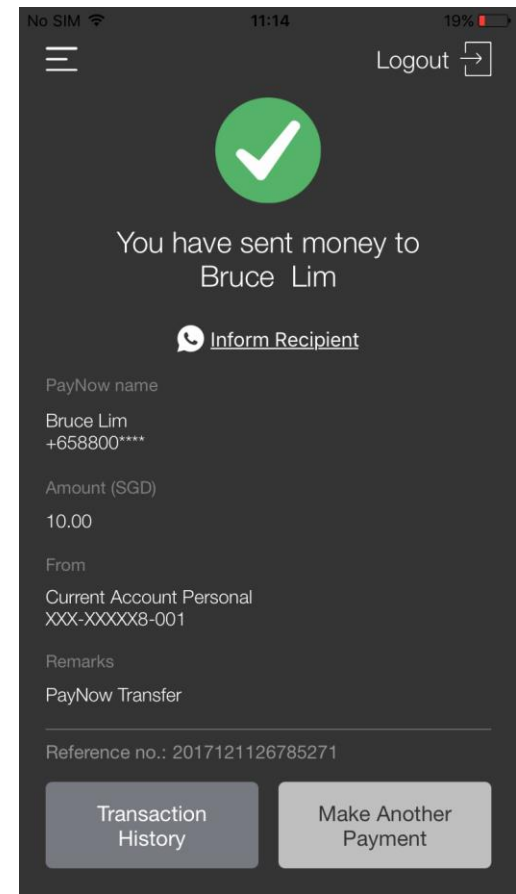 No SIM 11:14 19%
Logout
You have sent money to
Bruce Lim
Inform Recipient
PayNow name
Bruce Lim
+658800****
Amount (SGD)
10.00
From
Current Account Personal
XXX-XXXXX8-001
Remarks
PayNow Transfer
Reference no.: 2017121126785271
Transaction
History
Make Another
Payment